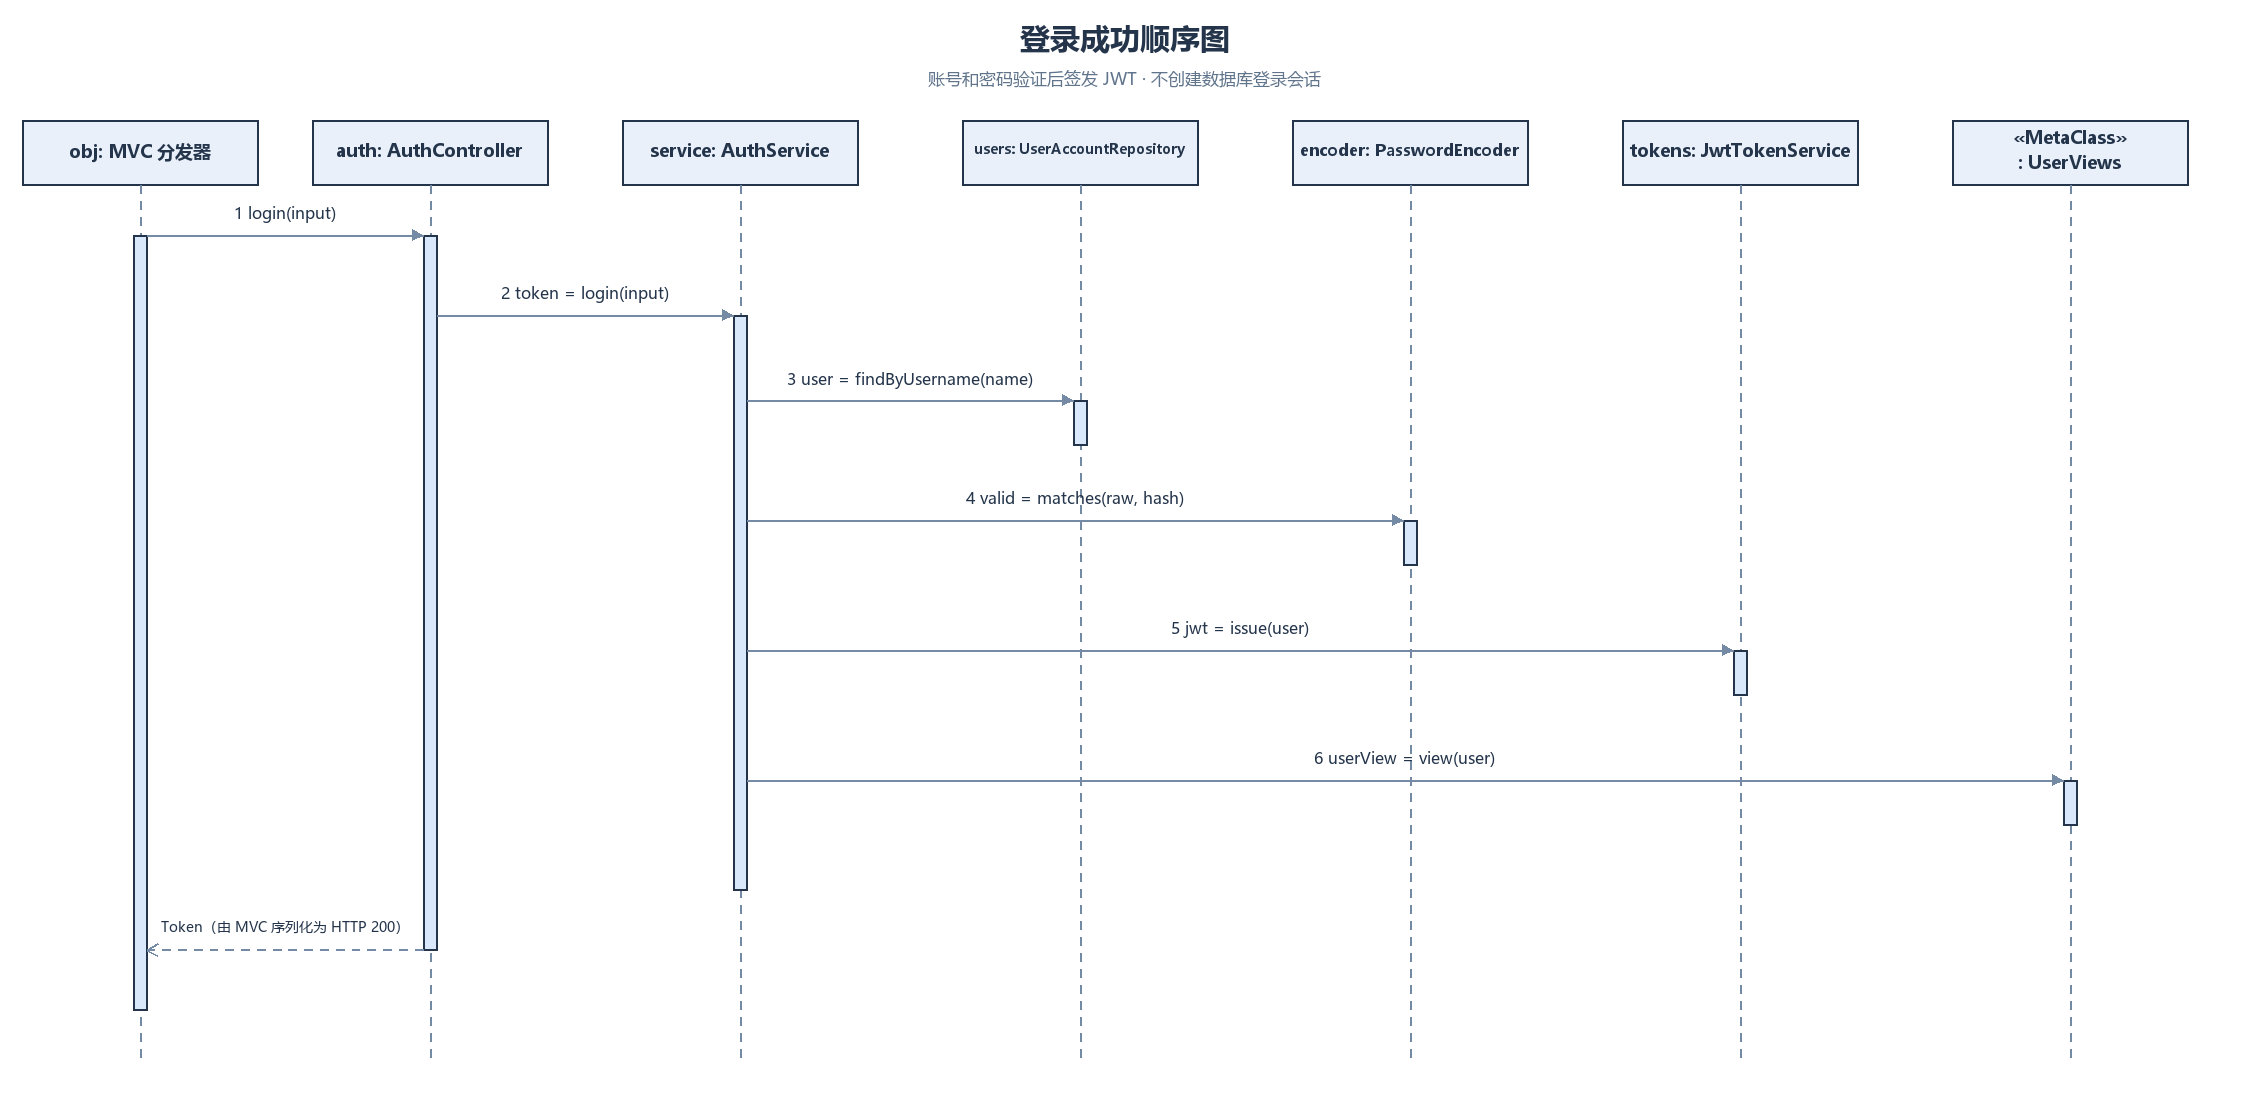 登录成功顺序图
账号和密码验证后签发 JWT · 不创建数据库登录会话
obj: MVC 分发器
auth: AuthController
service: AuthService
users: UserAccountRepository
encoder: PasswordEncoder
tokens: JwtTokenService
«MetaClass»
: UserViews
1 login(input)
2 token = login(input)
3 user = findByUsername(name)
4 valid = matches(raw, hash)
5 jwt = issue(user)
6 userView = view(user)
Token（由 MVC 序列化为 HTTP 200）